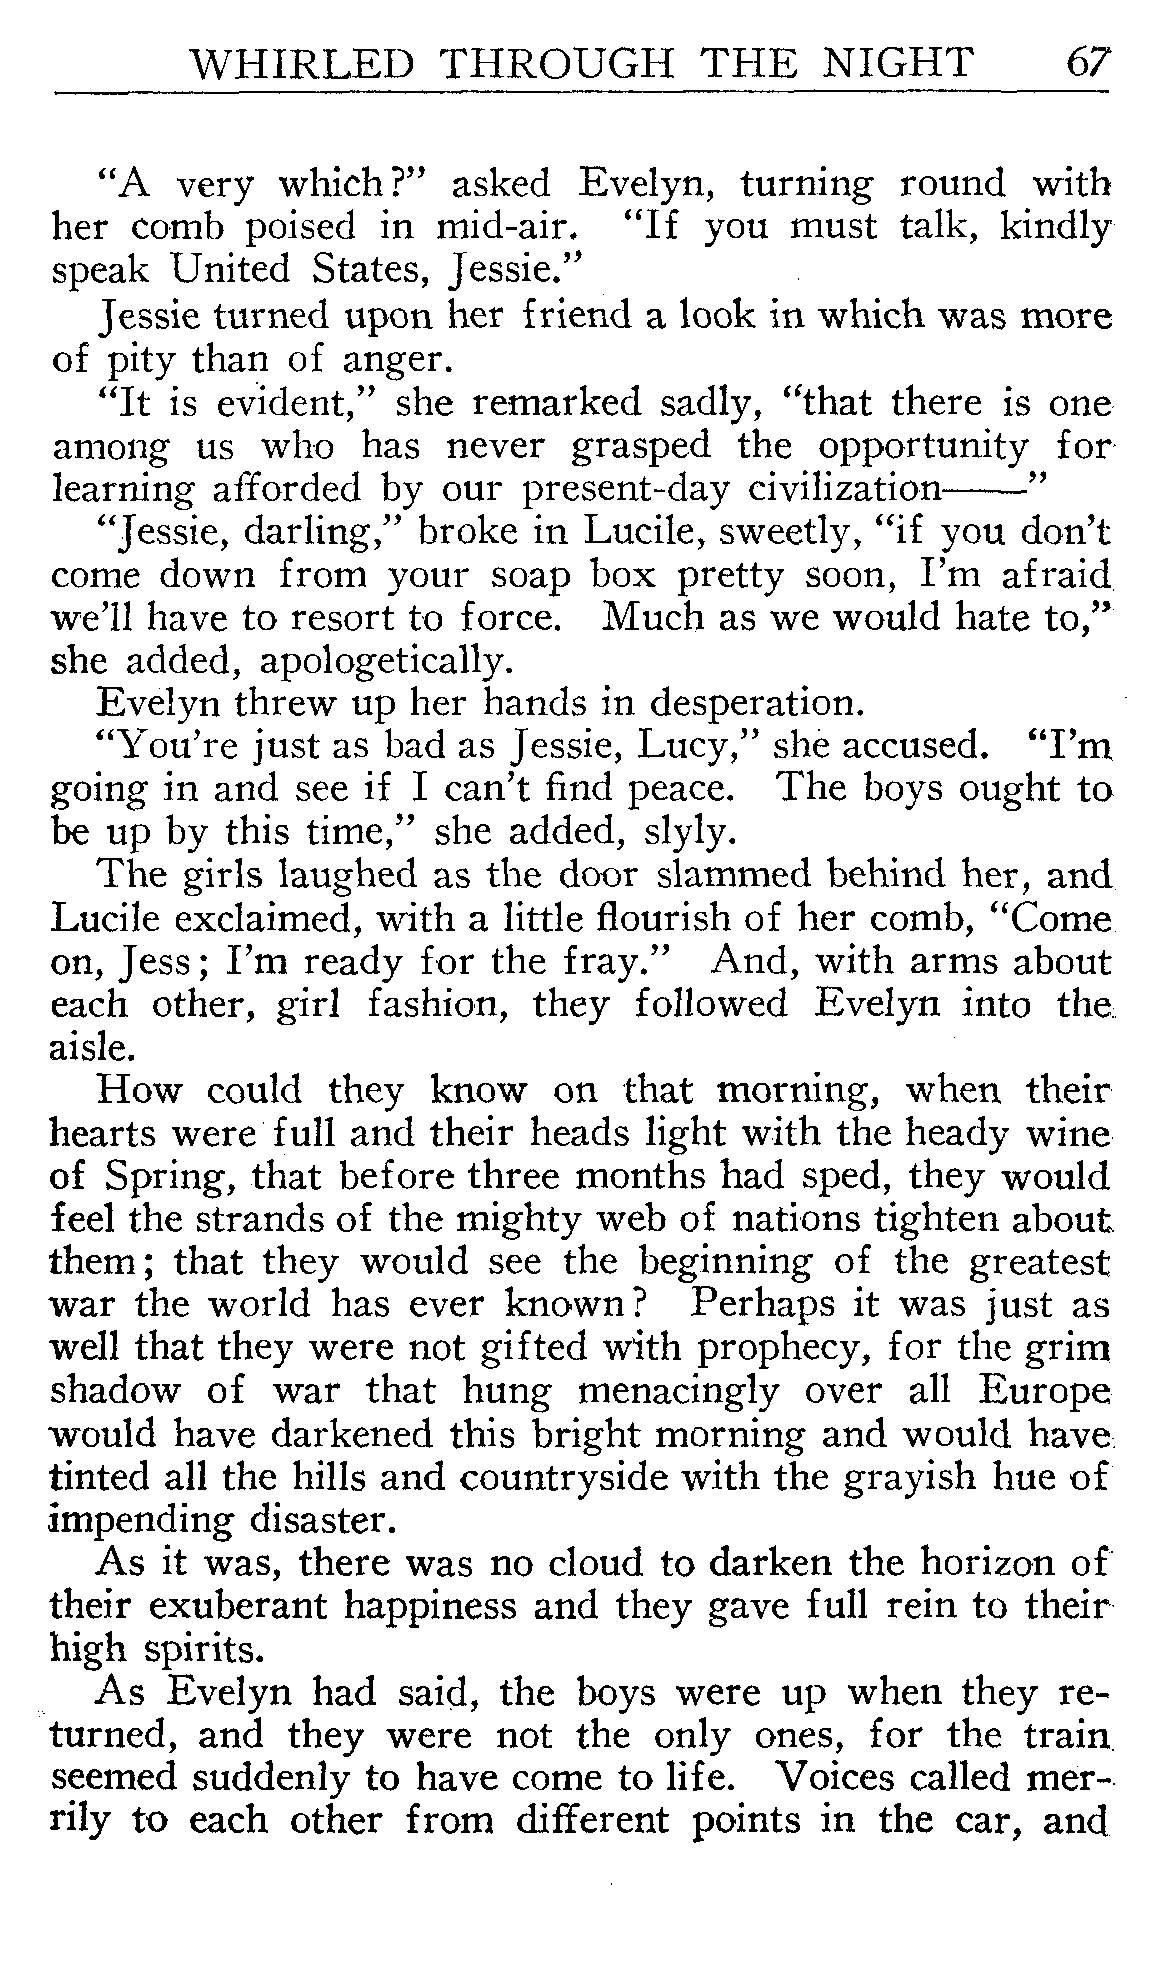 WHIRLED THROUGH THE NIGHT 67
“A very which?” asked Evelyn, turning round with
her comb poised in mid-air. “If you must talk, kindly
speak United States, Jessie.”
Jessie turned upon her friend a look in which was more
of pity than of anger.
“It is evident,” she remarked sadly, “that there is one
among us who has never grasped the opportunity for
learning afforded by our present-day civilization——”
“Jessie, darling,” broke in Lucile, sweetly, “if you don’t
come down from your soap box pretty soon, I’m afraid
we’ll have to resort to force. Much as we would hate to,”
she added, apologetically.
Evelyn threw up her hands in desperation.
“You’re just as bad as Jessie, Lucy,” she accused. “I’m
going in and see if I can’t find peace. The boys ought to
be up by this time,” she added, slyly.
The girls laughed as the door slammed behind her, and
Lucile exclaimed, with a little flourish of her comb, “Come
on, Jess; I’m ready for the fray.” And, with arms about
each other, girl fashion, they followed Evelyn into the
aisle.
How could they know on that morning, when their
hearts were full and their heads light with the heady wine
of Spring, that before three months had sped, they would
feel the strands of the mighty web of nations tighten about
them; that they would see the beginning of the greatest
war the world has ever known? Perhaps it was just as
well that they were not gifted with prophecy, for the grim
shadow of war that hung menacingly over all Europe
would have darkened this bright morning and would have
tinted all the hills and countryside with the grayish hue of
impending disaster.
As it was, there was no cloud to darken the horizon of
their exuberant happiness and they gave full rein to their
high spirits.
As Evelyn had said, the boys were up when they re-
turned, and they were not the only ones, for the train
seemed suddenly to have come to life. Voices called mer-
rily to each other from different points in the car, and